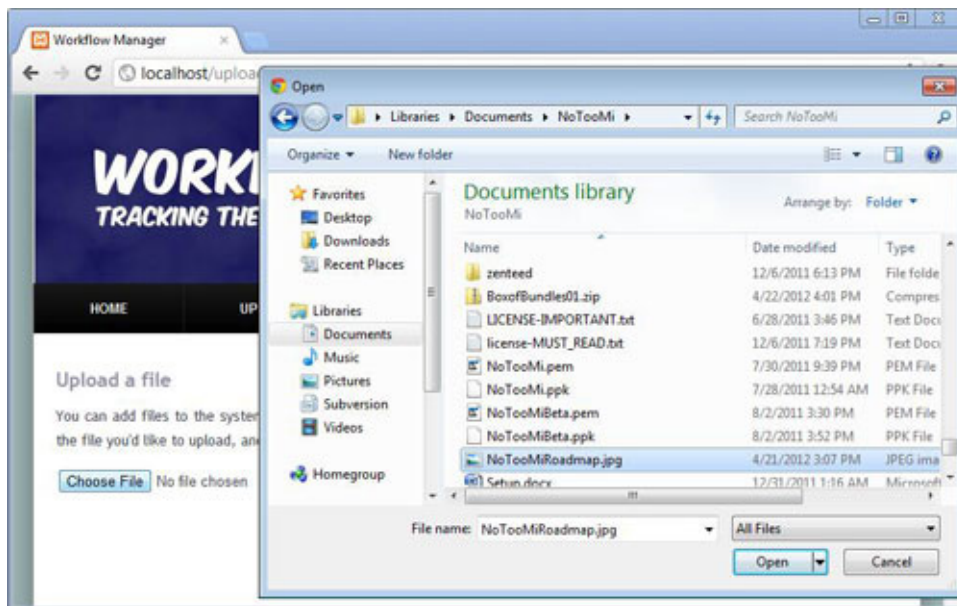 Workflow Manager
localhost/uploa
Open
Libraries Documents NoTooMi
Search NoTooMi
Organize New folder
WORK
TRACKING THE
HOME UP
Upload a file
You can add files to the system
the file you'd like to upload, an
Choose File No file chosen
Favorites
Desktop
Downloads
Recent Places
Libraries
Documents
Music
Pictures
Subversion
Videos
Homegroup
Documents library
NoTooMi
Arrange by: Folder
Name Date modified Type
zenteed 12/6/2011 6:13 PM File folde
BoxofBundles01.zip 4/22/2012 4:01 PM Compres
LICENSE-IMPORTANT.txt 6/28/2011 3:46 PM Text Docu
license-MUST_READ.txt 12/6/2011 7:19 PM Text Docu
NoTooMi.pem 7/30/2011 9:39 PM PEM File
NoTooMi.ppk 7/28/2011 12:54 AM PPK File
NoTooMiBeta.pem 8/2/2011 3:30 PM PEM File
NoTooMiBeta.ppk 8/2/2011 3:52 PM PPK File
NoTooMiRoadmap.jpg 4/21/2012 3:07 PM JPEG ima
Setup.docx 12/31/2011 1:16 AM Microsoft
File name: NoTooMiRoadmap.jpg All Files
Open Cancel